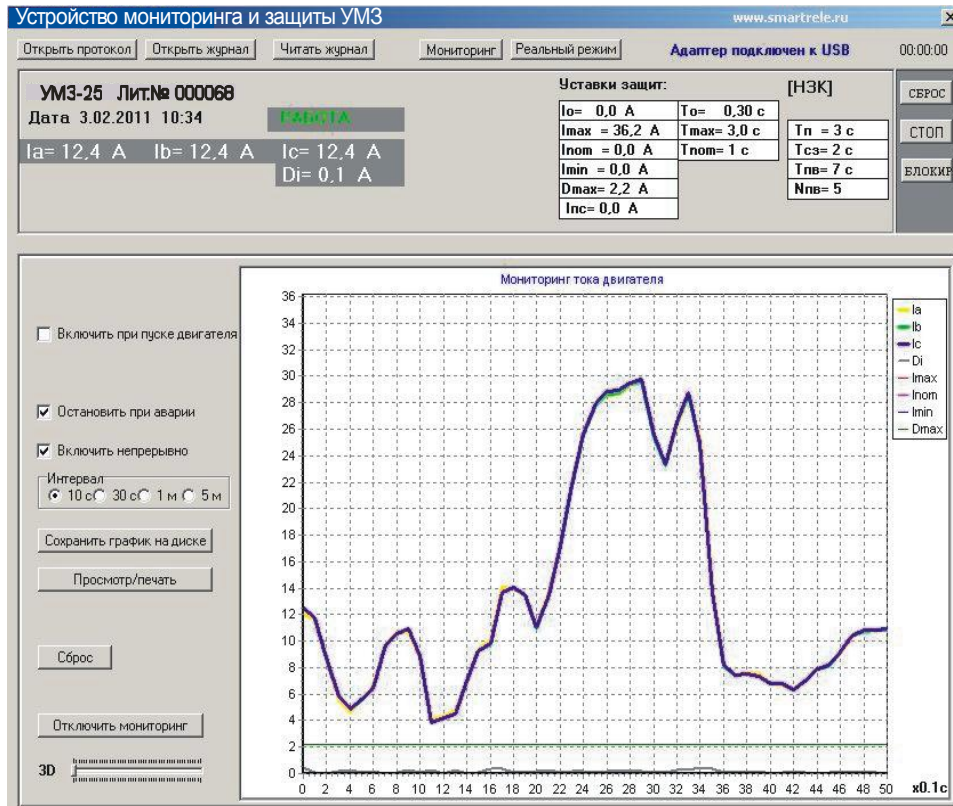 Устройство мониторинга и защиты УМЗ www.smartrele.ru
Открыть протокол Открыть журнал Читать журнал Мониторинг Реальный режим Адаптер подключен к USB 00:00:00
УМЗ-25 Лит.№ 000068
Дата 3.02.2011 10:34 РАБОТА
Ia= 12,4 А Ib= 12,4 А Ic= 12,4 А
Di= 0,1 А
Уставки защит: [НЗК]
Io= 0,0 А To= 0,30 с
Imax = 36,2 А Tmax= 3,0 с Тп = 3 с
Inom = 0,0 А Tnom= 1 с Тсз= 2 с
Imin = 0,0 А Тпв= 7 с
Dmax= 2,2 А Nпв= 5
Iпс= 0,0 А
СБРОС
СТОП
БЛОКИР
Включить при пуске двигателя
Остановить при аварии
Включить непрерывно
Интервал
10 с 30 с 1 м 5 м
Сохранить график на диске
Просмотр/печать
Сброс
Отключить мониторинг
3D
Мониторинг тока двигателя
36
34
32
30
28
26
24
22
20
18
16
14
12
10
8
6
4
2
0
0 2 4 6 8 10 12 14 16 18 20 22 24 26 28 30 32 34 36 38 40 42 44 46 48 50 x0.1c
Ia
Ib
Ic
Di
Imax
Inom
Imin
Dmax